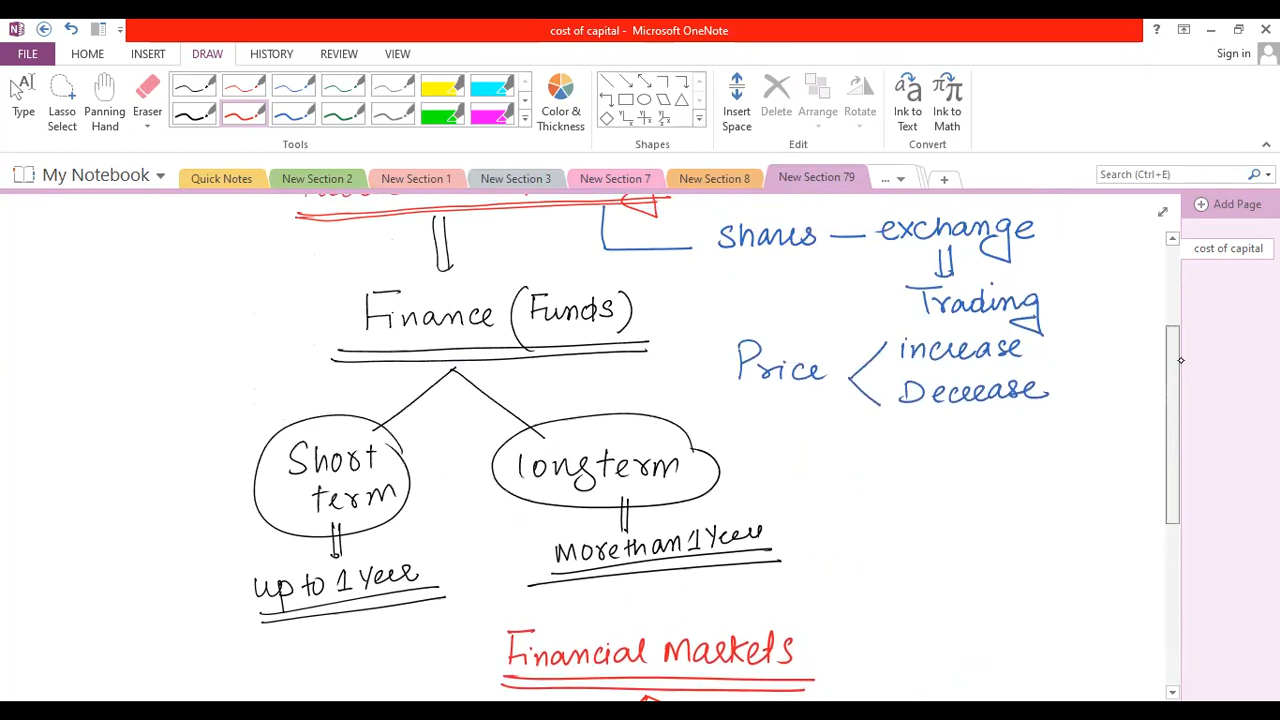 cost of capital - Microsoft OneNote
?
Sign in
FILE HOME INSERT DRAW HISTORY REVIEW VIEW
Type
Lasso Select
Panning Hand
Eraser
Color & Thickness
Insert Space
Delete
Arrange
Rotate
Ink to Text
Ink to Math
Tools
Shapes
Edit
Convert
My Notebook
Quick Notes
New Section 2
New Section 1
New Section 3
New Section 7
New Section 8
New Section 79
...
Search (Ctrl+E)
Add Page
cost of capital
Shares — exchange
Trading
Finance (Funds)
Price
increase
Decrease
Short term
longterm
up to 1 Year
More than 1 Year
Financial Markets